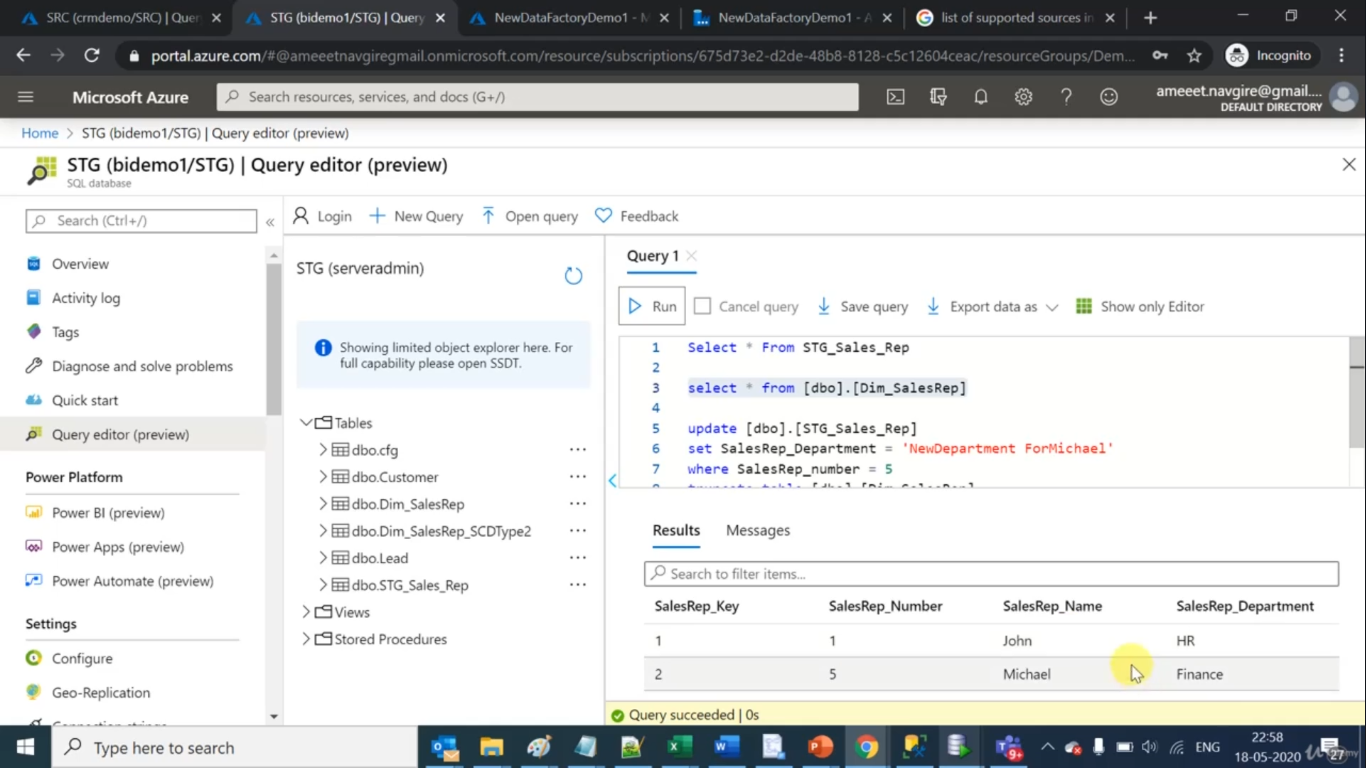 SRC (crmdemo/SRC) | Query
STG (bidemo1/STG) | Query
NewDataFactoryDemo1 - M
NewDataFactoryDemo1 - A
list of supported sources in
portal.azure.com/#@ameeetnavgiregmail.onmicrosoft.com/resource/subscriptions/675d73e2-d2de-48b8-8128-c5c12604ceac/resourceGroups/Dem...
Incognito
Microsoft Azure
Search resources, services, and docs (G+/)
ameeet.navgire@gmail....
DEFAULT DIRECTORY
Home > STG (bidemo1/STG) | Query editor (preview)
STG (bidemo1/STG) | Query editor (preview)
SQL database
Search (Ctrl+/)
Overview
Activity log
Tags
Diagnose and solve problems
Quick start
Query editor (preview)
Power Platform
Power BI (preview)
Power Apps (preview)
Power Automate (preview)
Settings
Configure
Geo-Replication
Connection strings
Login
New Query
Open query
Feedback
STG (serveradmin)
Showing limited object explorer here. For
full capability please open SSDT.
Tables
dbo.cfg
dbo.Customer
dbo.Dim_SalesRep
dbo.Dim_SalesRep_SCDType2
dbo.Lead
dbo.STG_Sales_Rep
Views
Stored Procedures
Query 1
Run
Cancel query
Save query
Export data as
Show only Editor
1 Select * From STG_Sales_Rep
2
3 select * from [dbo].[Dim_SalesRep]
4
5 update [dbo].[STG_Sales_Rep]
6 set SalesRep_Department = 'NewDepartment ForMichael'
7 where SalesRep_number = 5
8 truncate table [dbo].[Dim_SalesRep]
Results
Messages
Search to filter items...
SalesRep_Key SalesRep_Number SalesRep_Name SalesRep_Department
1 1 John HR
2 5 Michael Finance
Query succeeded | 0s
Type here to search
9+
ENG
22:58
18-05-2020
27